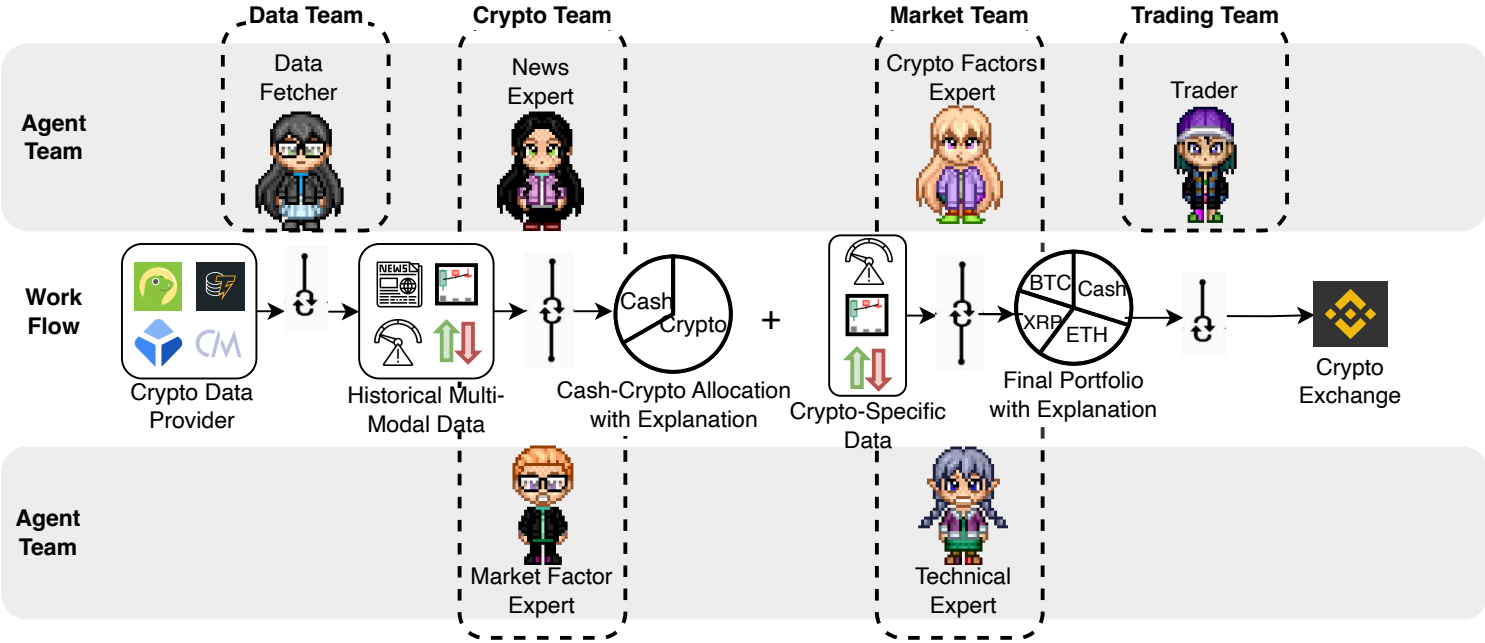 Data Team
Crypto Team
Market Team
Trading Team
Agent
Team
Data
Fetcher
News
Expert
Crypto Factors
Expert
Trader
Work
Flow
NEWS
CM
Cash
Crypto
+
BTC
Cash
XRP
ETH
Crypto Data
Provider
Historical Multi-
Modal Data
Cash-Crypto Allocation
with Explanation
Crypto-Specific
Data
Final Portfolio
with Explanation
Crypto
Exchange
Agent
Team
Market Factor
Expert
Technical
Expert